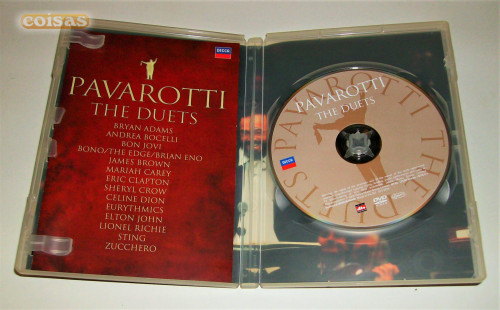 coisas
PAVAROTTI
THE DUETS
BRYAN ADAMS
ANDREA BOCELLI
BON JOVI
BONO/THE EDGE/BRIAN ENO
JAMES BROWN
MARIAH CAREY
ERIC CLAPTON
SHERYL CROW
CELINE DION
EURYTHMICS
ELTON JOHN
LIONEL RICHIE
STING
ZUCCHERO
PAVAROTTI
THE DUETS
PAVAROTTI THE DUETS
DECCA
dts
DVD